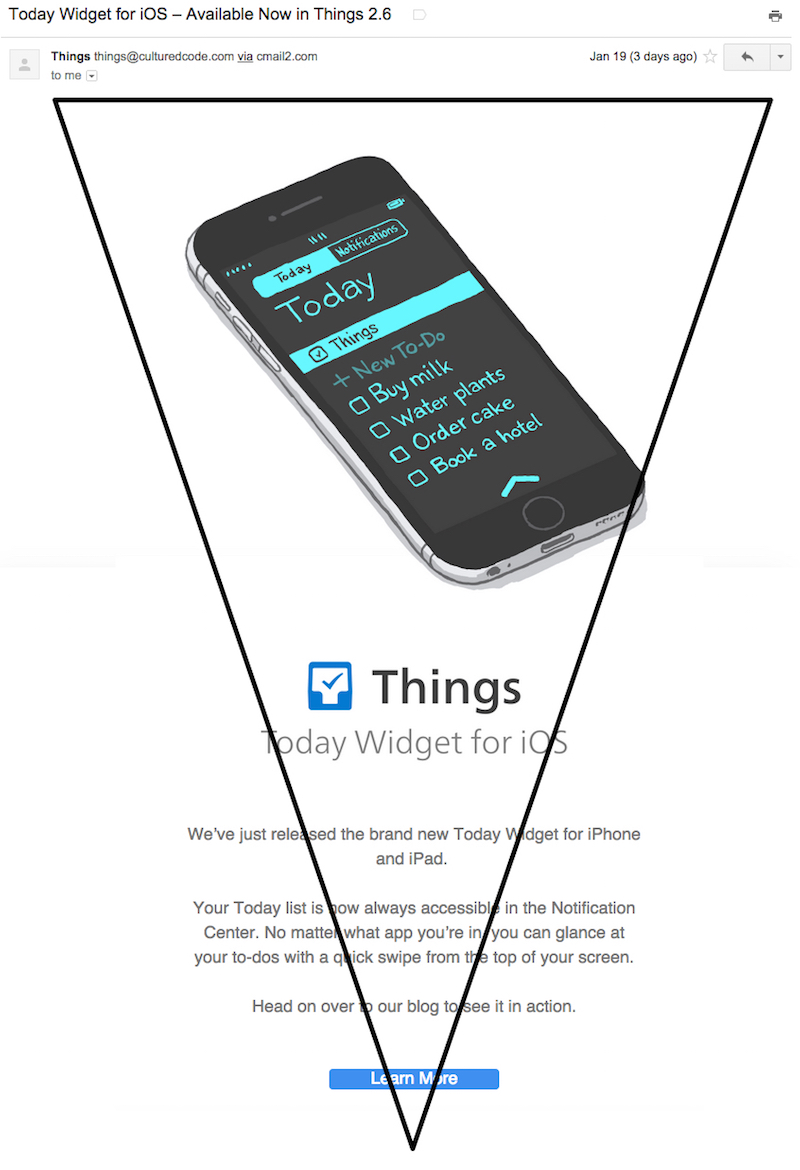 Today Widget for iOS – Available Now in Things 2.6
Things things@culturedcode.com via cmail2.com
Jan 19 (3 days ago)
to me
Today
Notifications
Today
Things
+ New To-Do
Buy milk
Water plants
Order cake
Book a hotel
Things
Today Widget for iOS
We’ve just released the brand new Today Widget for iPhone
and iPad.
Your Today list is now always accessible in the Notification
Center. No matter what app you’re in, you can glance at
your to-dos with a quick swipe from the top of your screen.
Head on over to our blog to see it in action.
Learn More